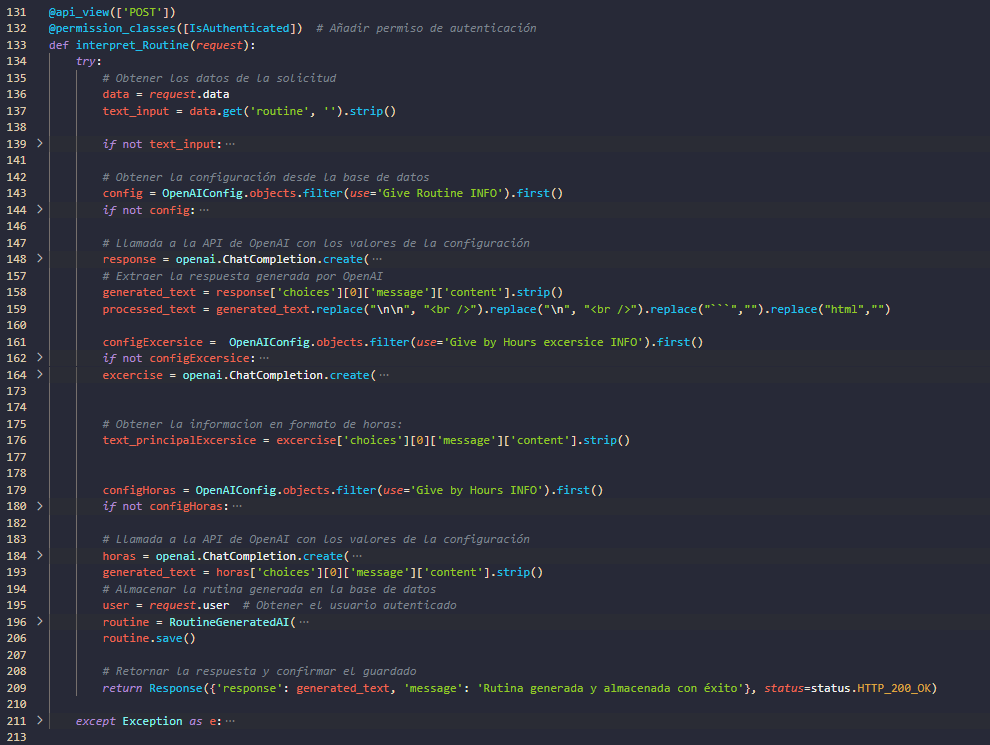 131 @api_view(['POST'])
132 @permission_classes([IsAuthenticated])  # Añadir permiso de autenticación
133 def interpret_Routine(request):
134     try:
135         # Obtener los datos de la solicitud
136         data = request.data
137         text_input = data.get('routine', '').strip()
138
139 >         if not text_input:···
141
142         # Obtener la configuración desde la base de datos
143         config = OpenAIConfig.objects.filter(use='Give Routine INFO').first()
144 >         if not config:···
146
147         # Llamada a la API de OpenAI con los valores de la configuración
148 >         response = openai.ChatCompletion.create(···
157         # Extraer la respuesta generada por OpenAI
158         generated_text = response['choices'][0]['message']['content'].strip()
159         processed_text = generated_text.replace("\n\n", "<br />").replace("\n", "<br />").replace("```","").replace("html","")
160
161         configExcersice =  OpenAIConfig.objects.filter(use='Give by Hours excersice INFO').first()
162 >         if not configExcersice:···
164 >         excercise = openai.ChatCompletion.create(···
173
174
175         # Obtener la informacion en formato de horas:
176         text_principalExcersice = excercise['choices'][0]['message']['content'].strip()
177
178
179         configHoras = OpenAIConfig.objects.filter(use='Give by Hours INFO').first()
180 >         if not configHoras:···
182
183         # Llamada a la API de OpenAI con los valores de la configuración
184 >         horas = openai.ChatCompletion.create(···
193         generated_text = horas['choices'][0]['message']['content'].strip()
194         # Almacenar la rutina generada en la base de datos
195         user = request.user  # Obtener el usuario autenticado
196 >         routine = RoutineGeneratedAI(···
206         routine.save()
207
208         # Retornar la respuesta y confirmar el guardado
209         return Response({'response': generated_text, 'message': 'Rutina generada y almacenada con éxito'}, status=status.HTTP_200_OK)
210
211 >     except Exception as e:···
213